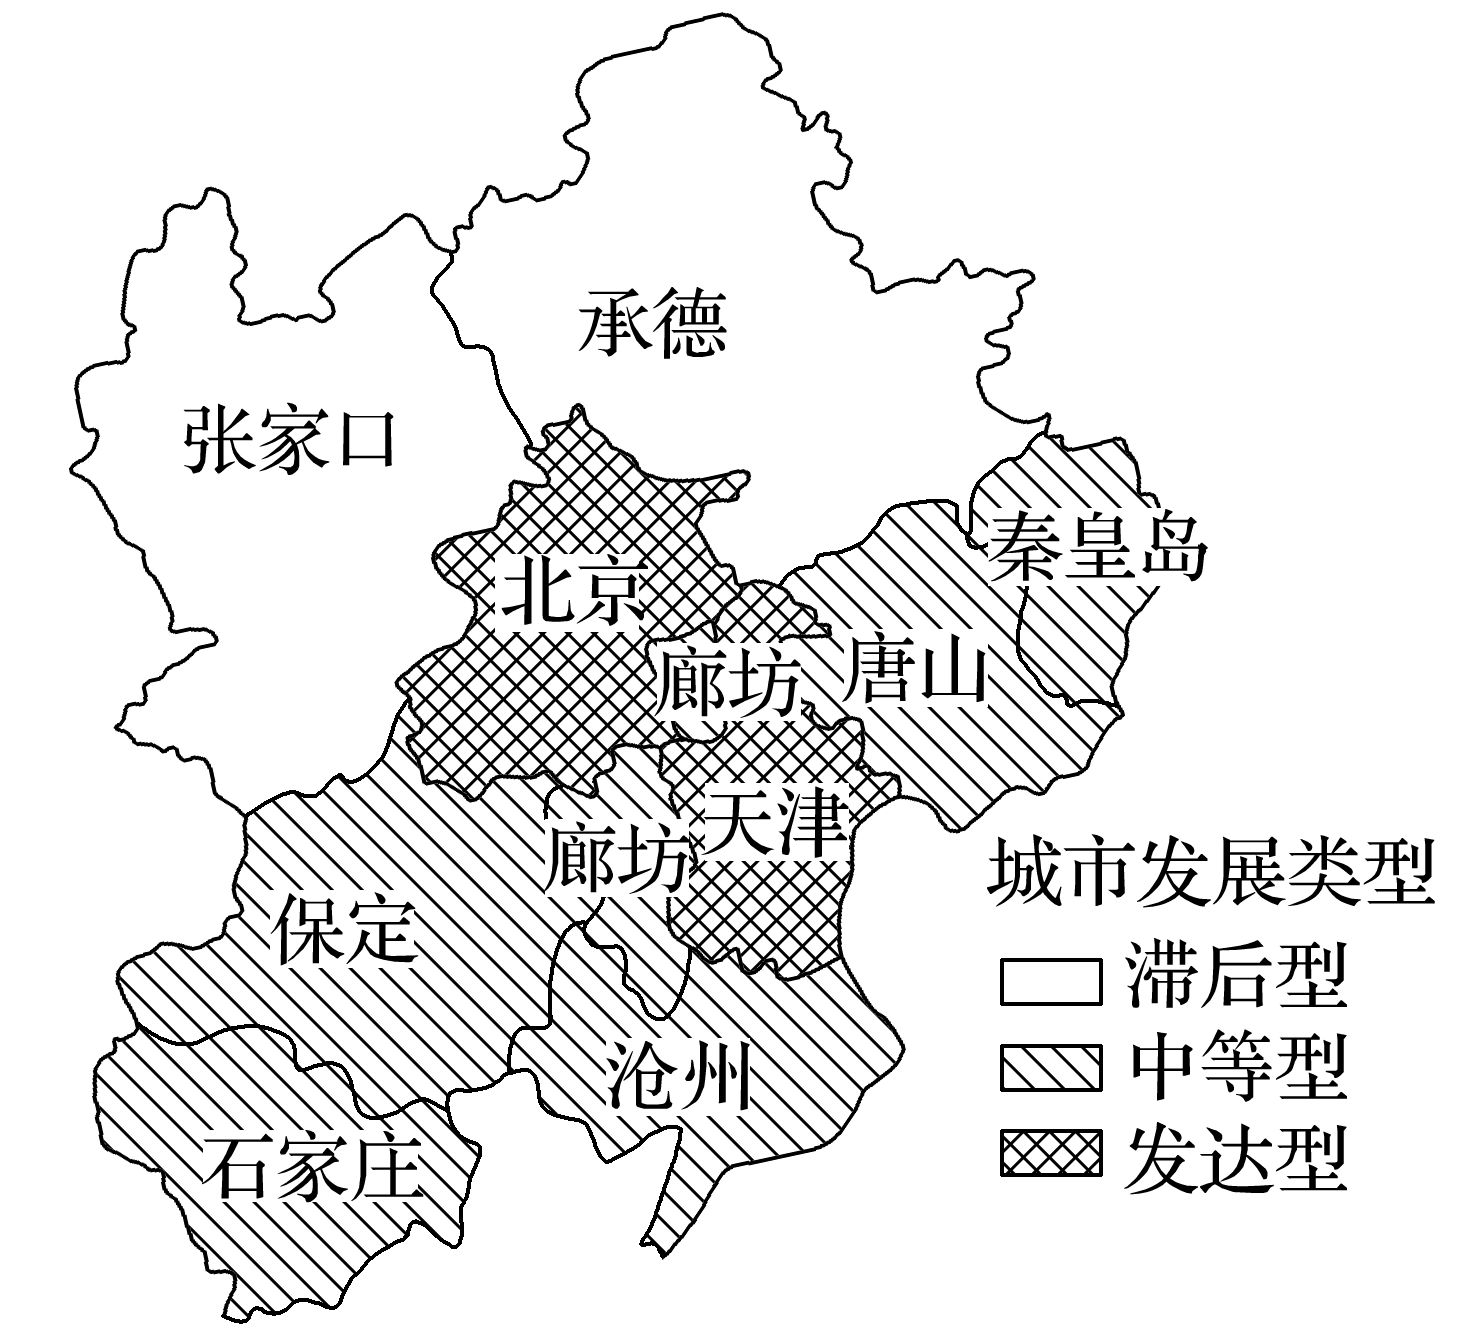 承德
张家口
秦皇岛
北京
廊坊
唐山
天津
廊坊
保定
沧州
石家庄
城市发展类型
滞后型
中等型
发达型